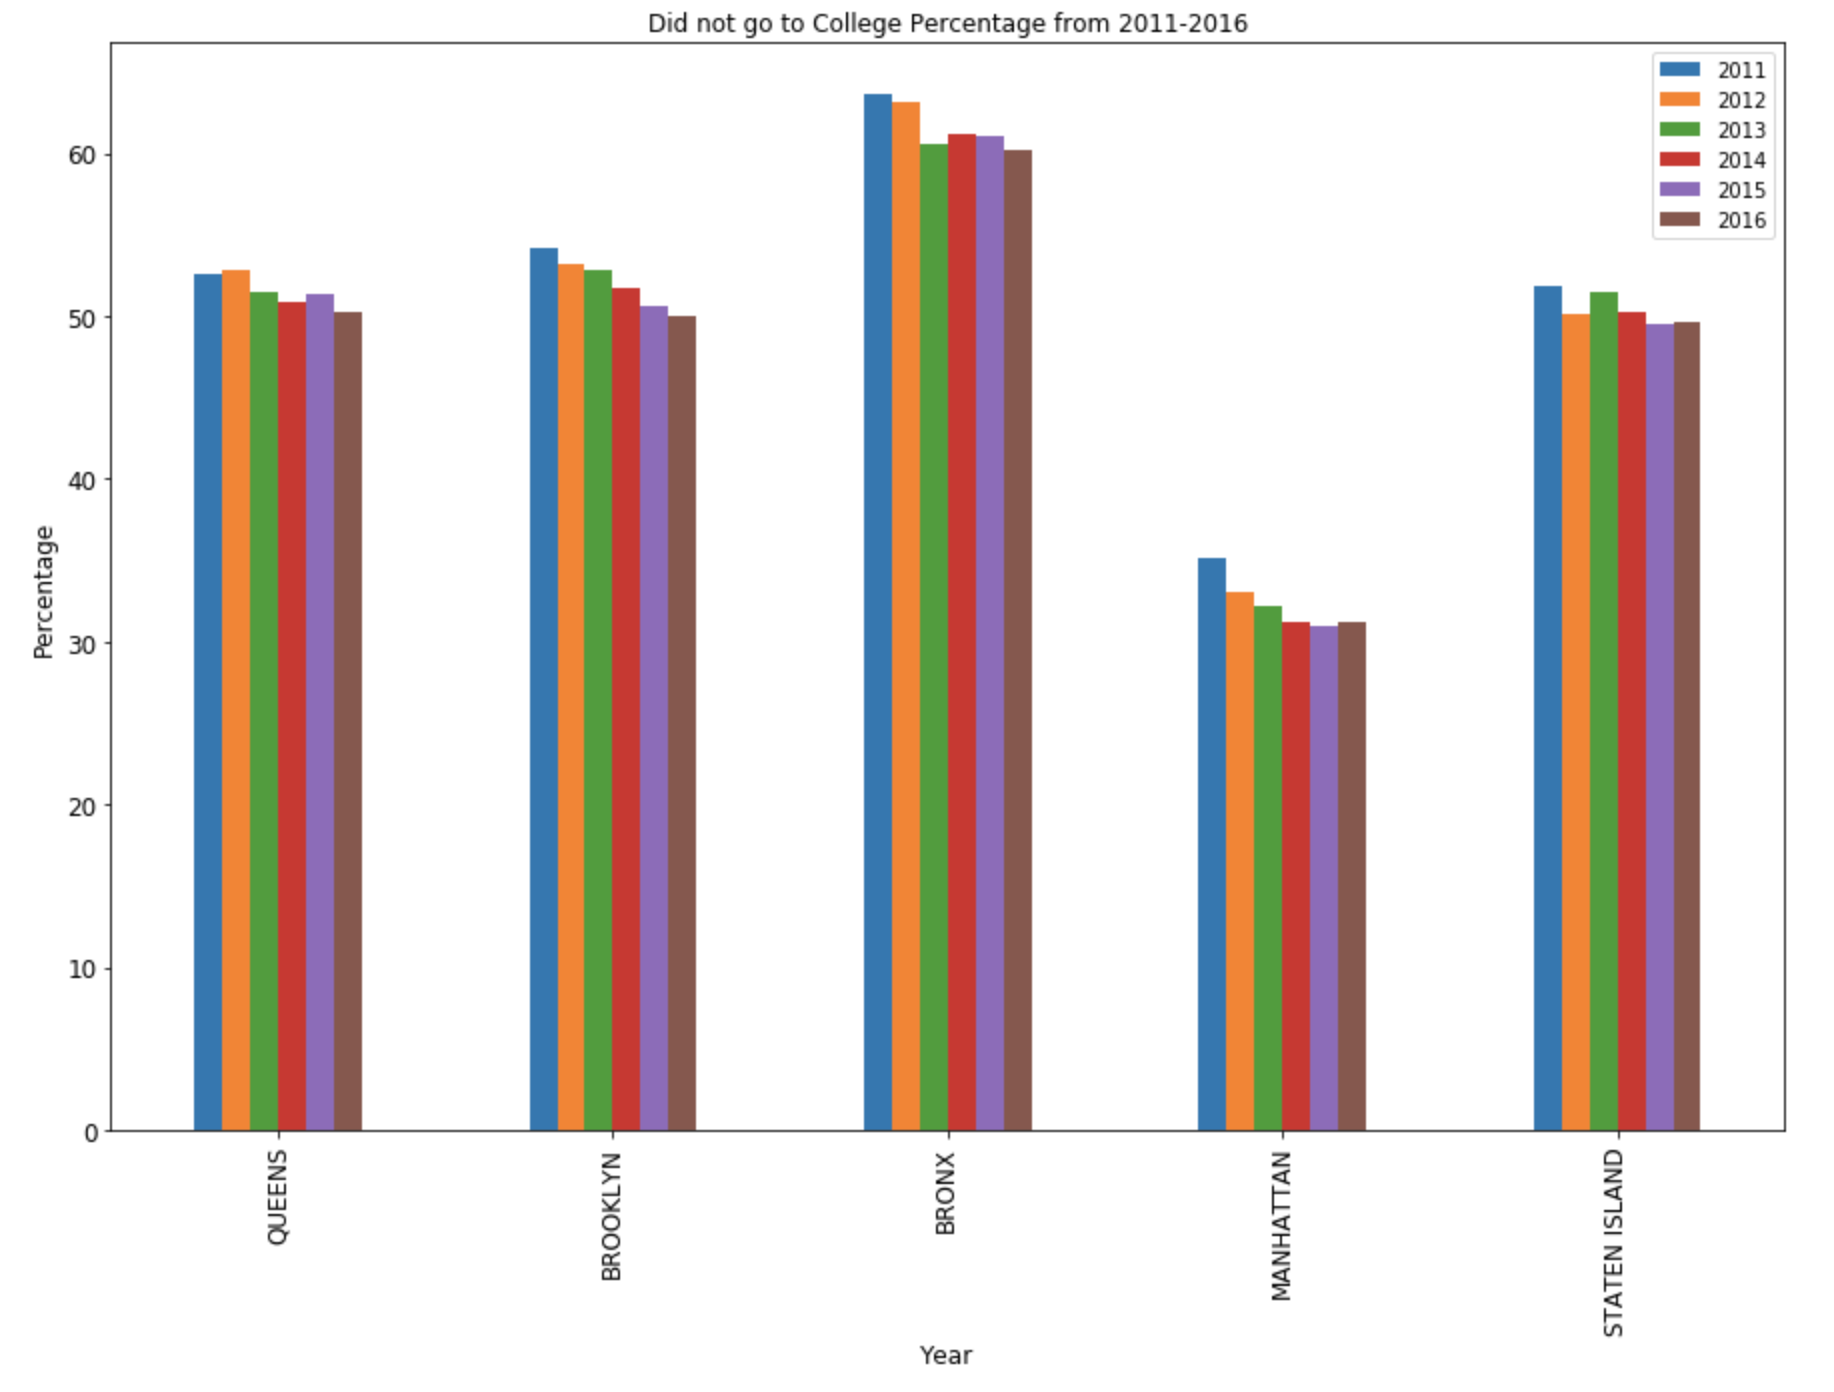 Did not go to College Percentage from 2011-2016
2011
2012
2013
2014
2015
2016
60
50
40
30
20
10
0
Percentage
QUEENS
BROOKLYN
BRONX
MANHATTAN
STATEN ISLAND
Year